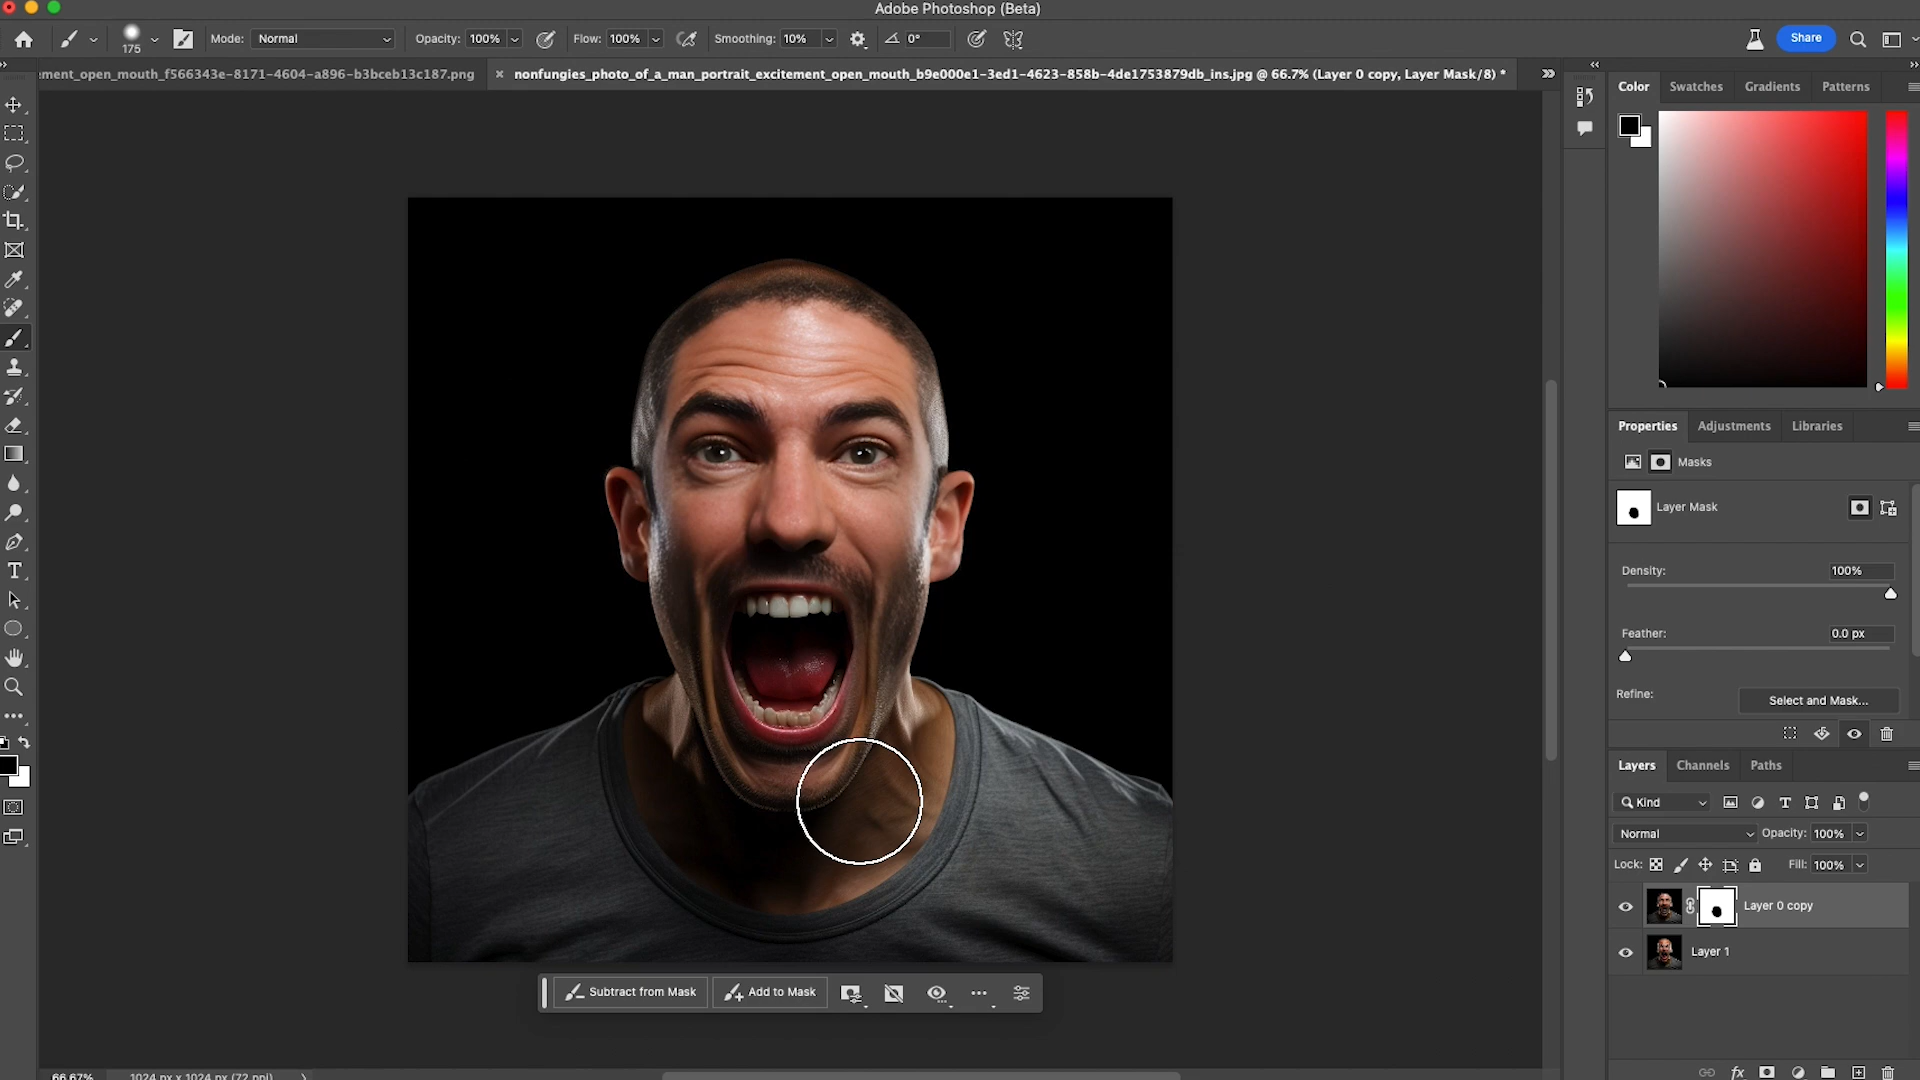 Adobe Photoshop (Beta)
175 Mode: Normal Opacity: 100% Flow: 100% Smoothing: 10% 0° Share
ement_open_mouth_f566343e-8171-4604-a896-b3bceb13c187.png × nonfungies_photo_of_a_man_portrait_excitement_open_mouth_b9e000e1-3ed1-4623-858b-4de1753879db_ins.jpg @ 66.7% (Layer 0 copy, Layer Mask/8) *
Color Swatches Gradients Patterns
Properties Adjustments Libraries
Masks
Layer Mask
Density: 100%
Feather: 0.0 px
Refine: Select and Mask...
Layers Channels Paths
Kind
Normal Opacity: 100%
Lock: Fill: 100%
Layer 0 copy
Layer 1
Subtract from Mask Add to Mask
66.67% 1024 px x 1024 px (72 ppi)